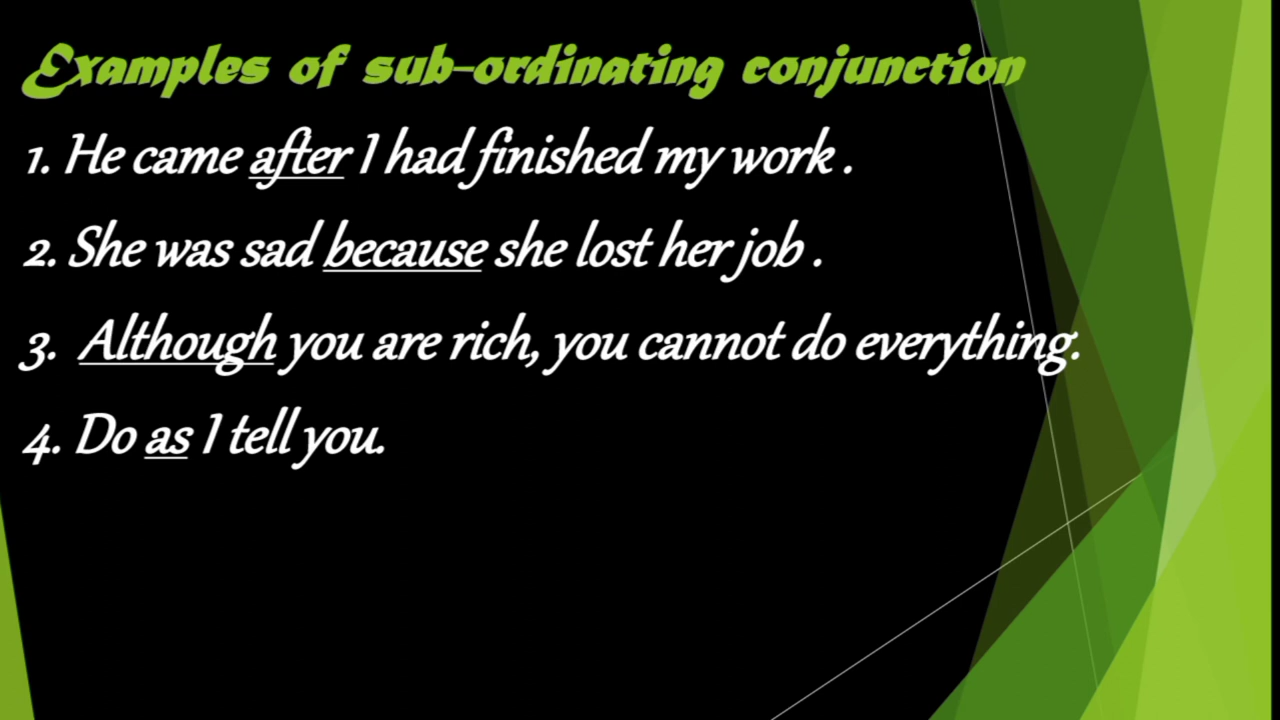 Examples of sub-ordinating conjunction
1. He came after I had finished my work .
2. She was sad because she lost her job .
3. Although you are rich, you cannot do everything.
4. Do as I tell you.